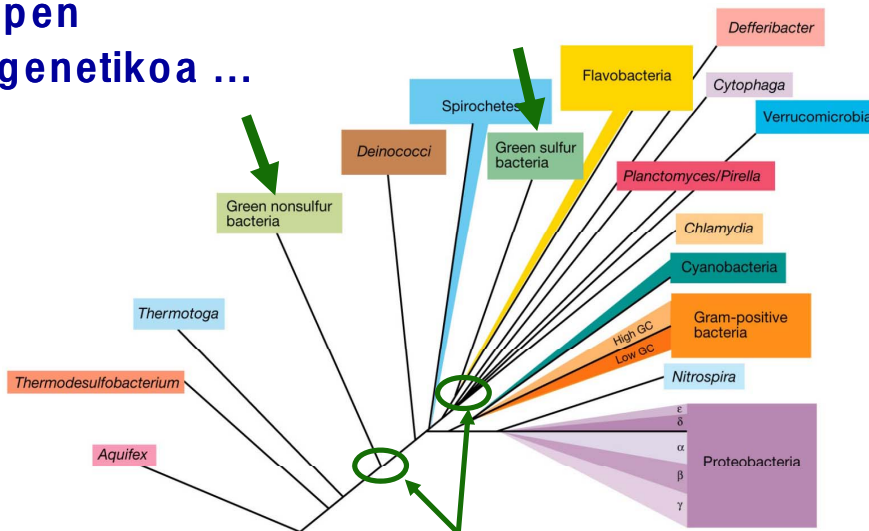 pen
genetikoa ...
Defferibacter
Flavobacteria
Cytophaga
Spirochetes
Verrucomicrobia
Deinococci
Green sulfur
bacteria
Planctomyces/Pirella
Green nonsulfur
bacteria
Chlamydia
Cyanobacteria
Thermotoga
High GC
Gram-positive
bacteria
Low GC
Nitrospira
Thermodesulfobacterium
ε
δ
α
Aquifex
Proteobacteria
β
γ